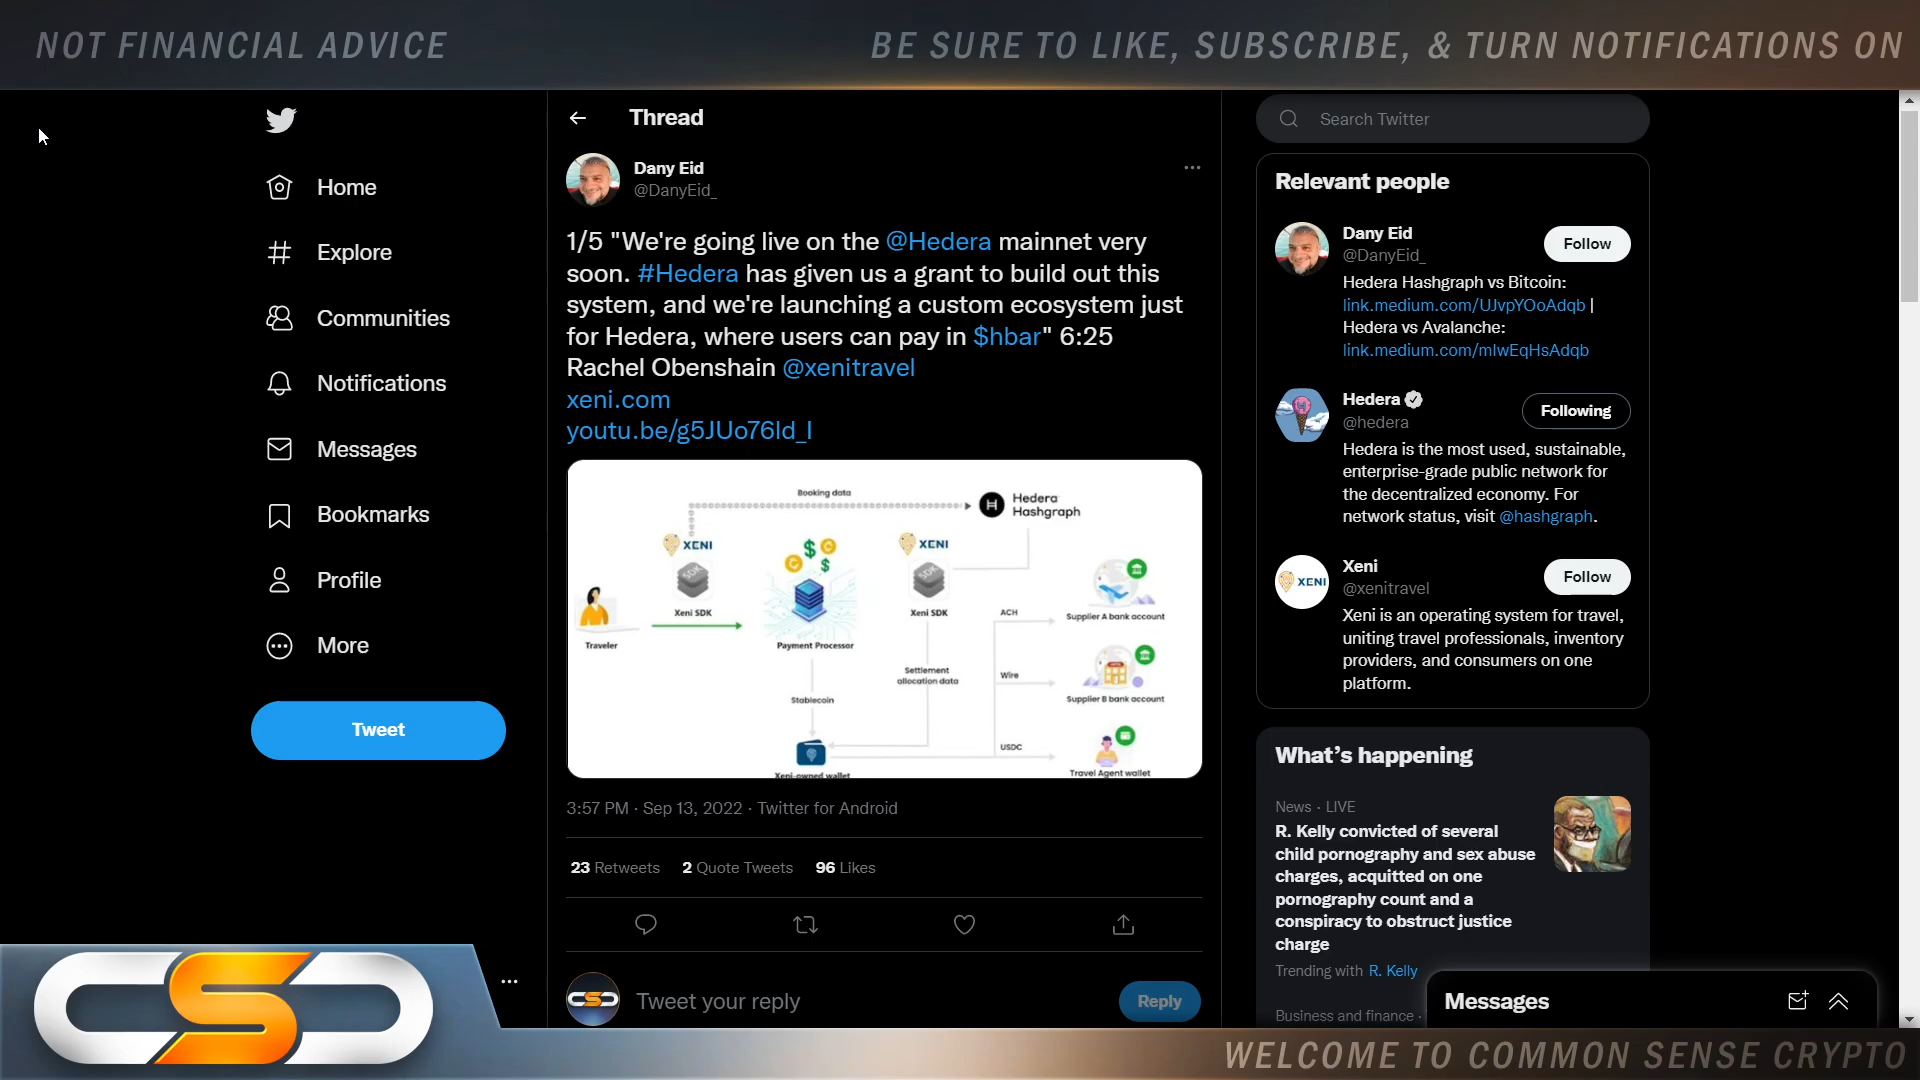 NOT FINANCIAL ADVICE
BE SURE TO LIKE, SUBSCRIBE, & TURN NOTIFICATIONS ON
Home
Explore
Communities
Notifications
Messages
Bookmarks
Profile
More
Tweet
Thread
Dany Eid
@DanyEid_
1/5 "We're going live on the @Hedera mainnet very
soon. #Hedera has given us a grant to build out this
system, and we're launching a custom ecosystem just
for Hedera, where users can pay in $hbar" 6:25
Rachel Obenshain @xenitravel
xeni.com
youtu.be/g5JUo76ld_I
Booking data
Hedera
Hashgraph
XENI
XENI
SDK
SDK
Xeni SDK
Xeni SDK
Traveler
Payment Processor
ACH
Supplier A bank account
Settlement
allocation data
Wire
Stablecoin
Supplier B bank account
USDC
Xeni-owned wallet
Travel Agent wallet
3:57 PM · Sep 13, 2022 · Twitter for Android
23 Retweets 2 Quote Tweets 96 Likes
Tweet your reply
Reply
Search Twitter
Relevant people
Dany Eid
@DanyEid_
Follow
Hedera Hashgraph vs Bitcoin:
link.medium.com/UJvpYOoAdqb |
Hedera vs Avalanche:
link.medium.com/mIwEqHsAdqb
Hedera
@hedera
Following
Hedera is the most used, sustainable,
enterprise-grade public network for
the decentralized economy. For
network status, visit @hashgraph.
XENI
Xeni
@xenitravel
Follow
Xeni is an operating system for travel,
uniting travel professionals, inventory
providers, and consumers on one
platform.
What's happening
News · LIVE
R. Kelly convicted of several
child pornography and sex abuse
charges, acquitted on one
pornography count and a
conspiracy to obstruct justice
charge
Trending with R. Kelly
Business and finance ·
Messages
CSC
WELCOME TO COMMON SENSE CRYPTO